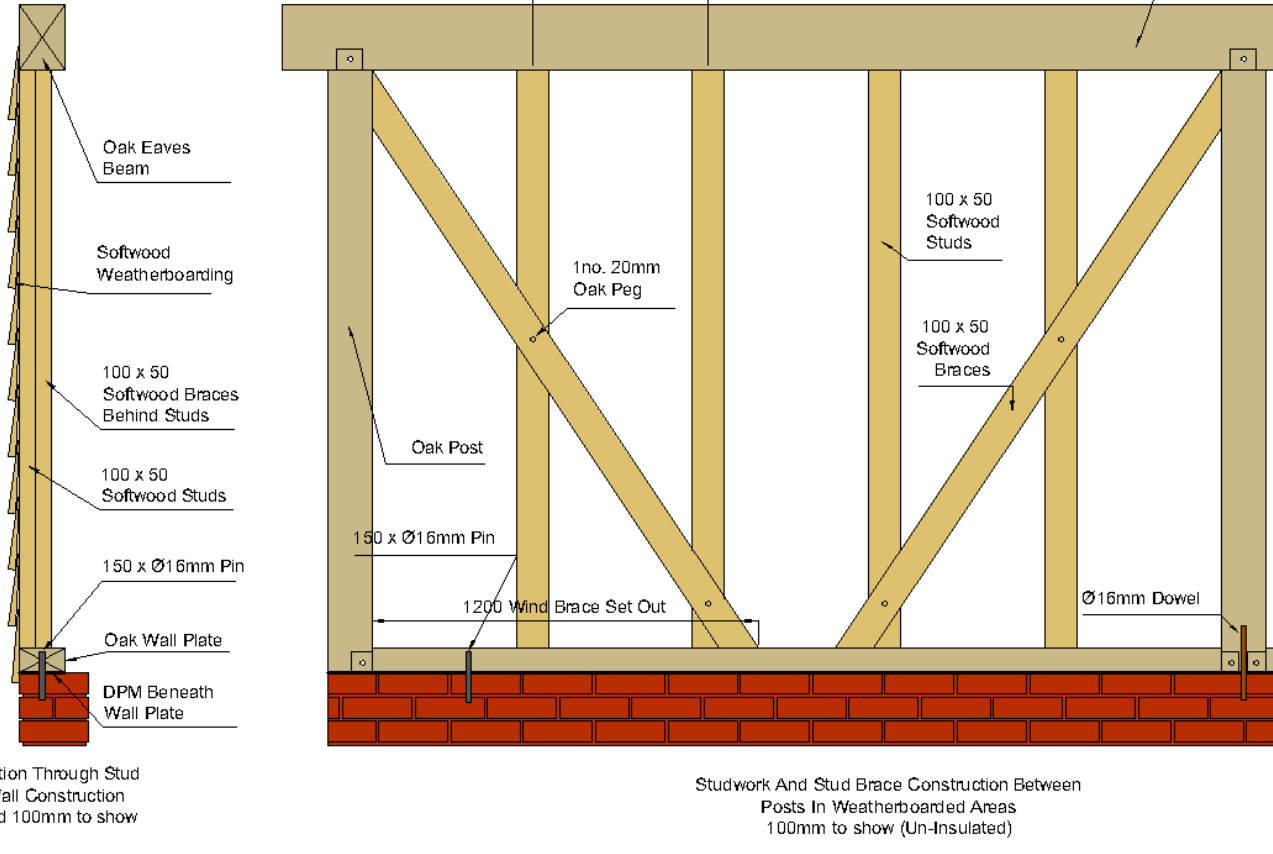 Oak Eaves
Beam
Softwood
Weatherboarding
100 x 50
Softwood Braces
Behind Studs
100 x 50
Softwood Studs
150 x Ø16mm Pin
Oak Wall Plate
DPM Beneath
Wall Plate
tion Through Stud
all Construction
d 100mm to show
1no. 20mm
Oak Peg
100 x 50
Softwood
Studs
100 x 50
Softwood
Braces
Oak Post
150 x Ø16mm Pin
1200 Wind Brace Set Out
Ø16mm Dowel
Studwork And Stud Brace Construction Between
Posts In Weatherboarded Areas
100mm to show (Un-Insulated)